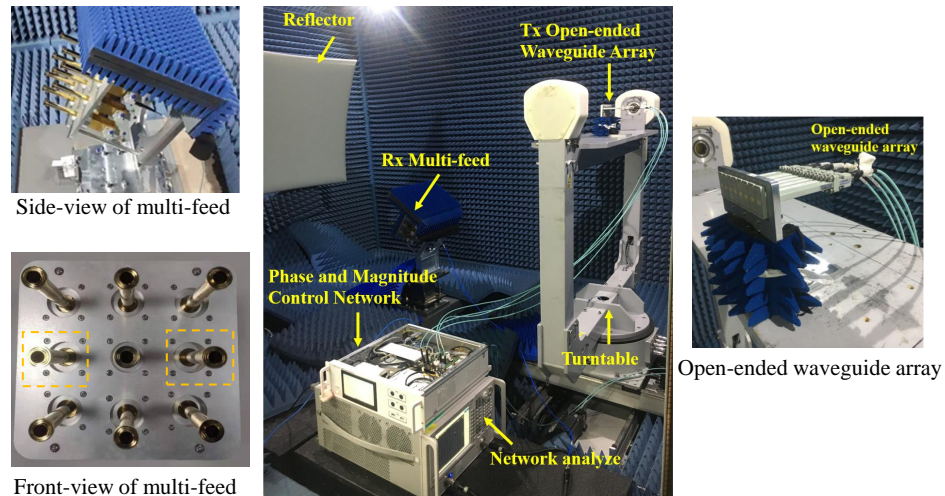 Reflector
Tx Open-ended
Waveguide Array
Rx Multi-feed
Phase and Magnitude
Control Network
Turntable
Network analyze
Side-view of multi-feed
Front-view of multi-feed
Open-ended
waveguide array
Open-ended waveguide array